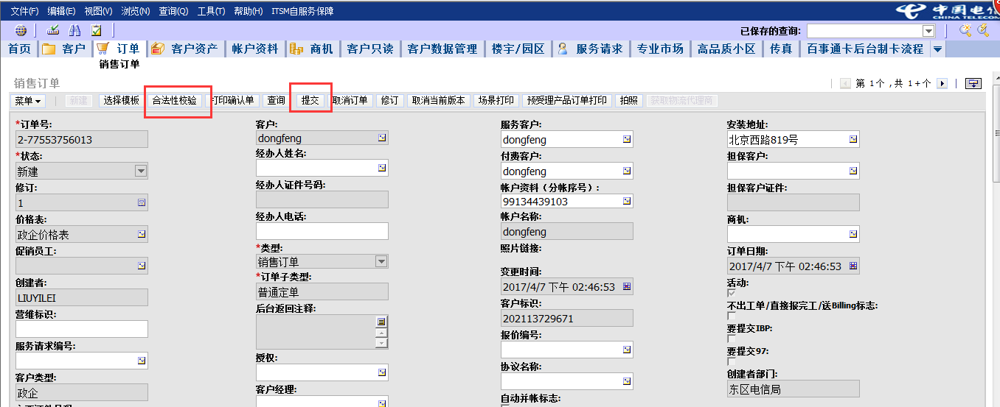 文件(F) 编辑(E) 视图(V) 浏览(N) 查询(Q) 工具(T) 帮助(H) ITSM自服务保障
中国电信
CHINA TELECOM
已保存的查询:
首页 客户 订单 客户资产 帐户资料 商机 客户只读 客户数据管理 楼宇/园区 服务请求 专业市场 高品质小区 传真 百事通卡后台制卡流程
销售订单
销售订单
第 1个 ,共 1+个
菜单 新建 选择模板 合法性校验 打印确认单 查询 提交 取消订单 修订 取消当前版本 场景打印 预受理产品订单打印 拍照 获取物流代理商
*订单号:
2-77553756013
*状态:
新建
修订:
1
价格表:
政企价格表
促销员工:
创建者:
LIUYILEI
营维标识:
服务请求编号:
客户类型:
政企
客户:
dongfeng
经办人姓名:
经办人证件号码:
经办人电话:
*类型:
销售订单
*订单子类型:
普通定单
后台返回注释:
授权:
客户经理:
服务客户:
dongfeng
付费客户:
dongfeng
帐户资料（分帐序号）:
99134439103
帐户名称:
dongfeng
照片链接:
变更时间:
2017/4/7 下午 02:46:53
客户标识:
202113729671
报价编号:
协议名称:
自动并帐标志:
安装地址:
北京西路819号
担保客户:
担保客户证件:
商机:
订单日期:
2017/4/7 下午 02:46:53
活动:
不出工单/直接报完工/送Billing标志:
要提交IBP:
要提交97:
创建者部门:
东区电信局